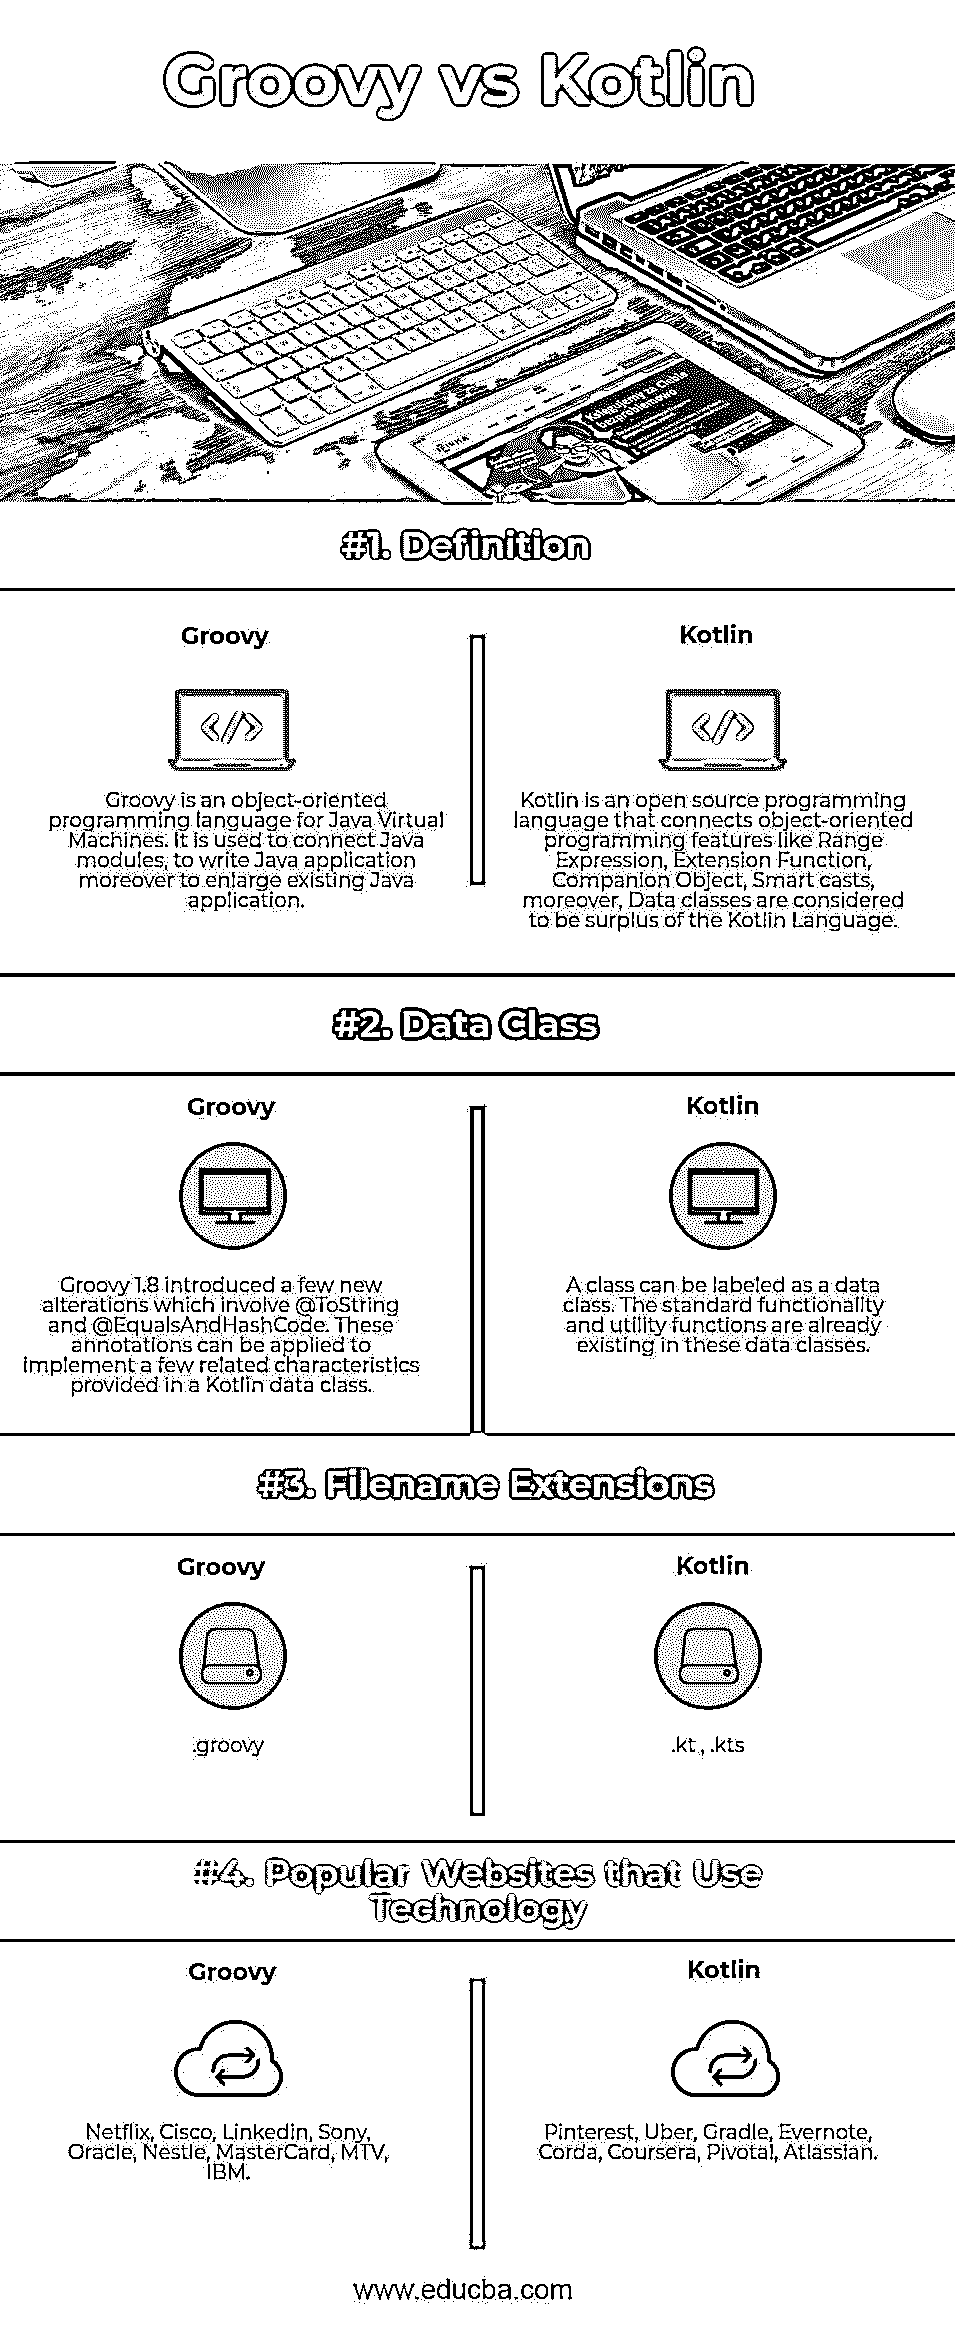 Groovy vs Kotlin
#1. Definition
Groovy
Groovy is an object-oriented
programming language for Java Virtual
Machines. It is used to connect Java
modules, to write Java application
moreover to enlarge existing Java
application.
Kotlin
Kotlin is an open source programming
language that connects object-oriented
programming features like Range
Expression, Extension Function,
Companion Object, Smart casts,
moreover, Data classes are considered
to be surplus of the Kotlin Language.
#2. Data Class
Groovy
Groovy 1.8 introduced a few new
alterations which involve @ToString
and @EqualsAndHashCode. These
annotations can be applied to
implement a few related characteristics
provided in a Kotlin data class.
Kotlin
A class can be labeled as a data
class. The standard functionality
and utility functions are already
existing in these data classes.
#3. Filename Extensions
Groovy
.groovy
Kotlin
.kt , .kts
#4. Popular Websites that Use
Technology
Groovy
Netflix, Cisco, Linkedin, Sony,
Oracle, Nestle, MasterCard, MTV,
IBM.
Kotlin
Pinterest, Uber, Gradle, Evernote,
Corda, Coursera, Pivotal, Atlassian.
www.educba.com